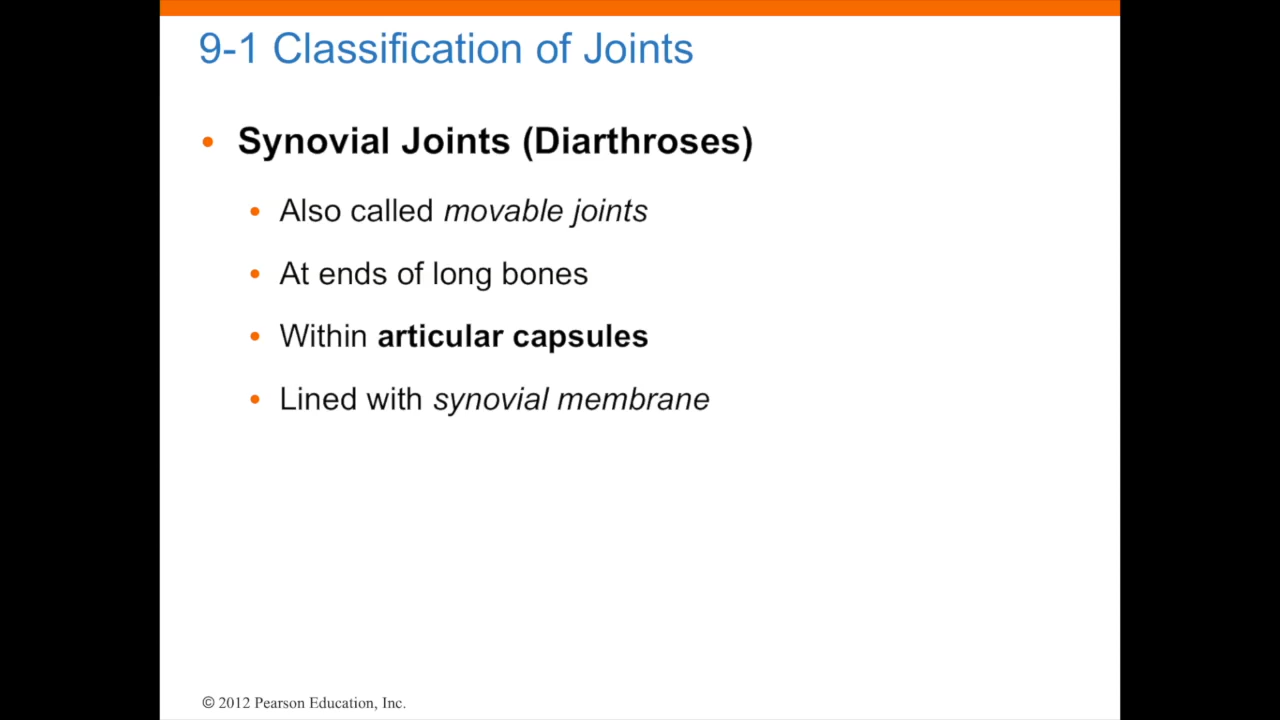 9-1 Classification of Joints
• Synovial Joints (Diarthroses)
• Also called movable joints
• At ends of long bones
• Within articular capsules
• Lined with synovial membrane
© 2012 Pearson Education, Inc.